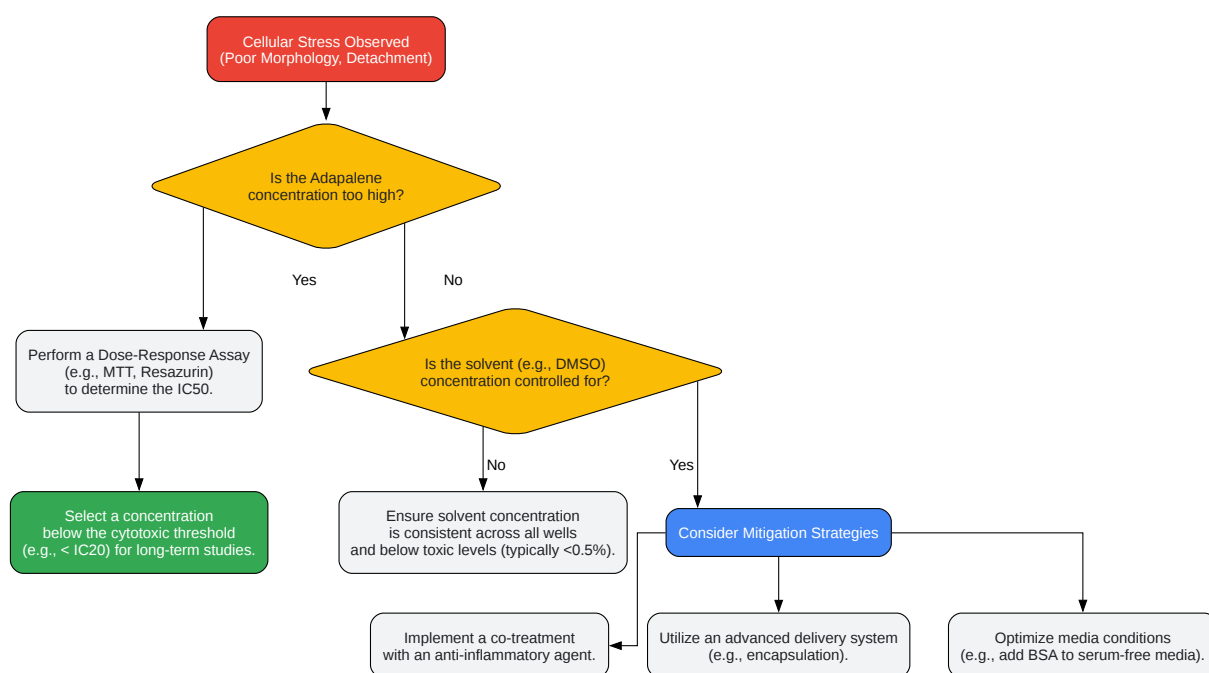 Cellular Stress Observed
(Poor Morphology, Detachment)
Is the Adapalene
concentration too high?
Yes
No
Perform a Dose-Response Assay
(e.g., MTT, Resazurin)
to determine the IC50.
Is the solvent (e.g., DMSO)
concentration controlled for?
No
Yes
Select a concentration
below the cytotoxic threshold
(e.g., < IC20) for long-term studies.
Ensure solvent concentration
is consistent across all wells
and below toxic levels (typically <0.5%).
Consider Mitigation Strategies
Implement a co-treatment
with an anti-inflammatory agent.
Utilize an advanced delivery system
(e.g., encapsulation).
Optimize media conditions
(e.g., add BSA to serum-free media).